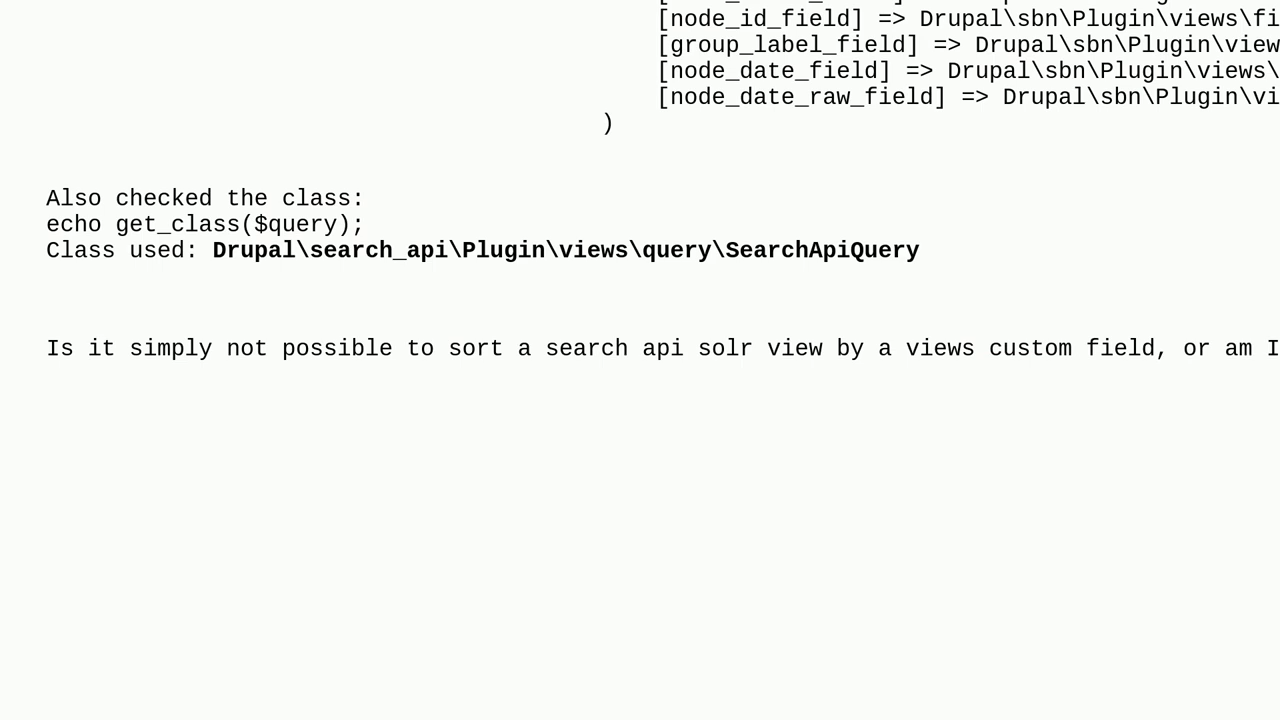 [node_id_field] => Drupal\sbn\Plugin\views\fi
[group_label_field] => Drupal\sbn\Plugin\view
[node_date_field] => Drupal\sbn\Plugin\views\
[node_date_raw_field] => Drupal\sbn\Plugin\vi
)
Also checked the class:
echo get_class($query);
Class used: Drupal\search_api\Plugin\views\query\SearchApiQuery
Is it simply not possible to sort a search api solr view by a views custom field, or am I